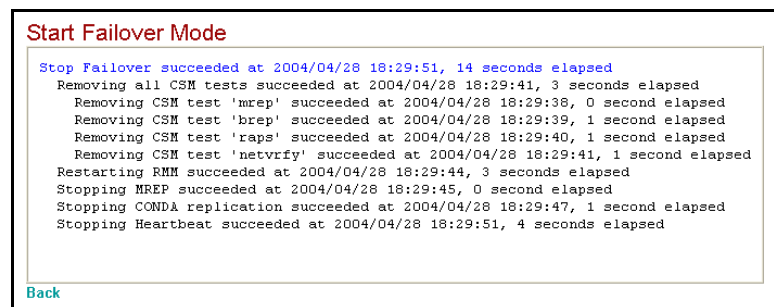 Start Failover Mode
Stop Failover succeeded at 2004/04/28 18:29:51, 14 seconds elapsed
Removing all CSM tests succeeded at 2004/04/28 18:29:41, 3 seconds elapsed
Removing CSM test 'mrep' succeeded at 2004/04/28 18:29:38, 0 second elapsed
Removing CSM test 'brep' succeeded at 2004/04/28 18:29:39, 1 second elapsed
Removing CSM test 'raps' succeeded at 2004/04/28 18:29:40, 1 second elapsed
Removing CSM test 'netvrfy' succeeded at 2004/04/28 18:29:41, 1 second elapsed
Restarting RMM succeeded at 2004/04/28 18:29:44, 3 seconds elapsed
Stopping MREP succeeded at 2004/04/28 18:29:45, 0 second elapsed
Stopping CONDA replication succeeded at 2004/04/28 18:29:47, 1 second elapsed
Stopping Heartbeat succeeded at 2004/04/28 18:29:51, 4 seconds elapsed
Back